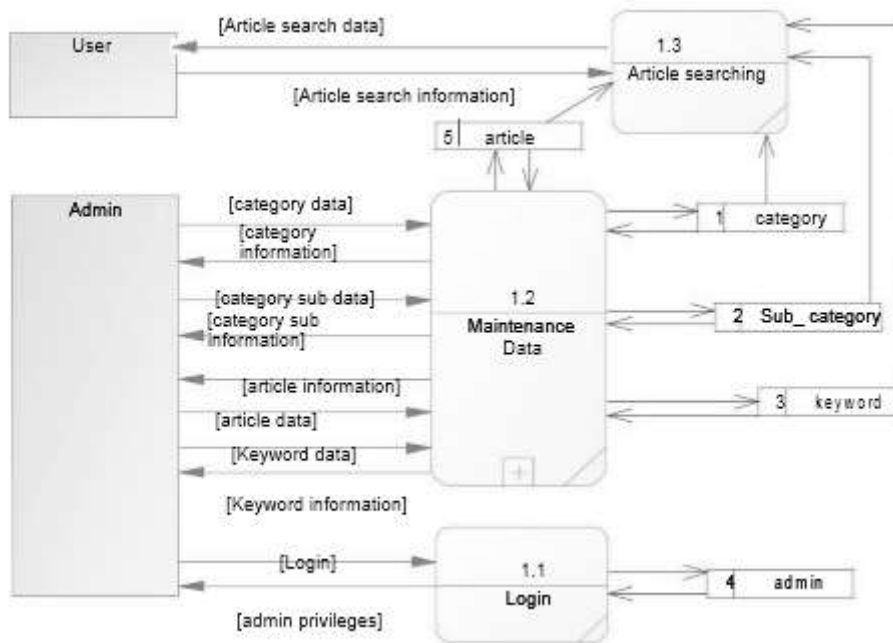 [Article search data]
User
1.3
Article searching
[Article search information]
5 article
Admin
[category data]
[category
information]
1 category
[category sub data]
1.2
[category sub
information]
Maintenance
Data
2 Sub_ category
[article information]
3 keyword
[article data]
[Keyword data]
[Keyword information]
[Login]
1.1
Login
4 admin
[admin privileges]